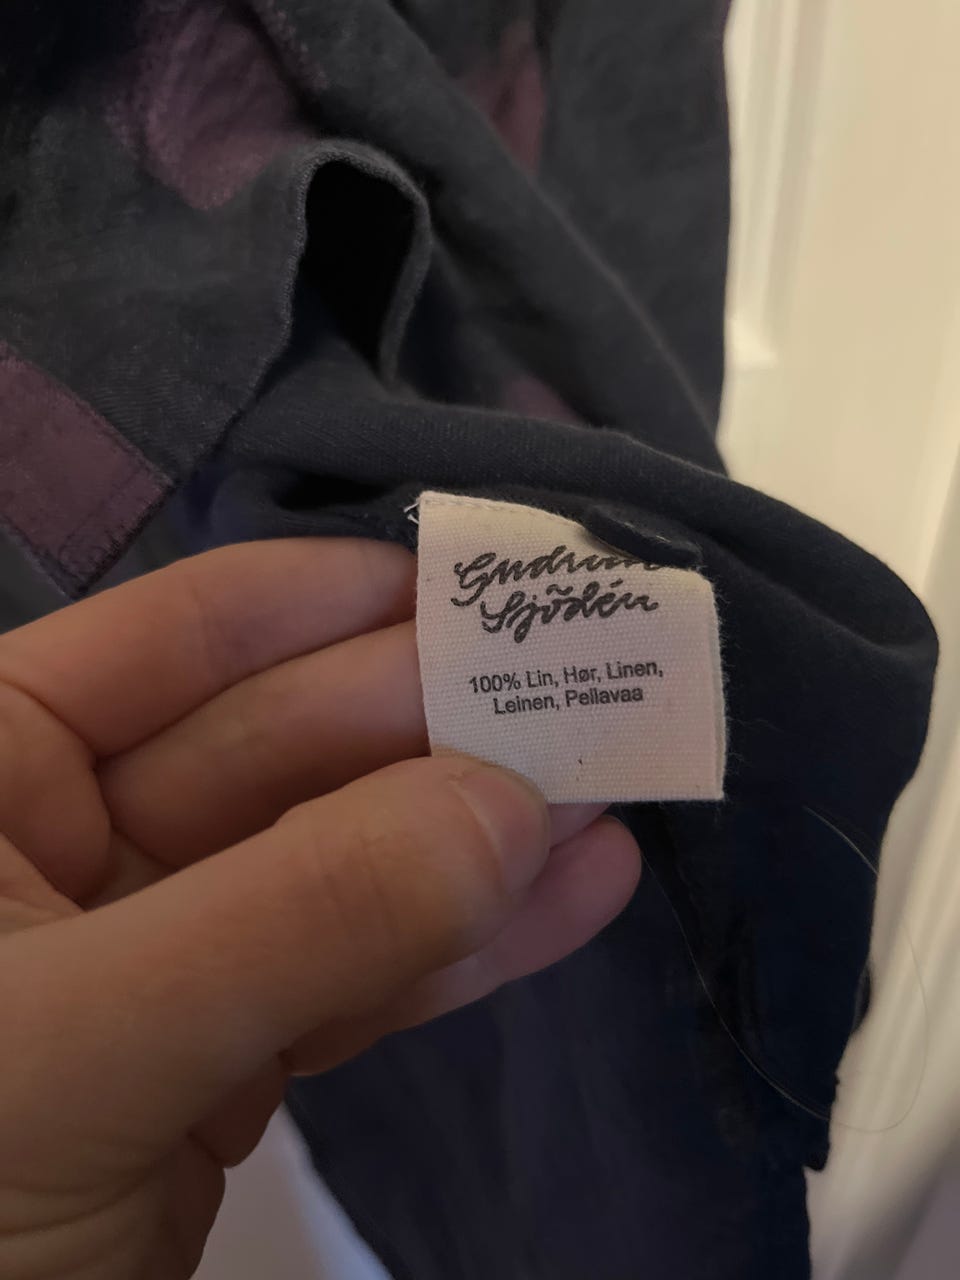 Gudrun
Sjödén
100% Lin, Hør, Linen,
Leinen, Pellavaa